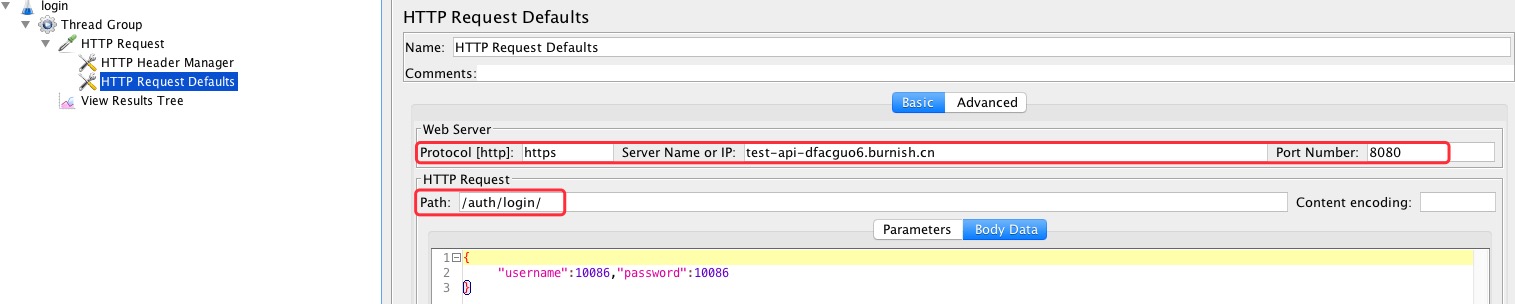 login
Thread Group
HTTP Request
HTTP Header Manager
HTTP Request Defaults
View Results Tree
HTTP Request Defaults
Name: HTTP Request Defaults
Comments:
Basic Advanced
Web Server
Protocol [http]: https Server Name or IP: test-api-dfacguo6.burnish.cn Port Number: 8080
HTTP Request
Path: /auth/login/ Content encoding:
Parameters Body Data
1 {
2 "username":10086,"password":10086
3 }